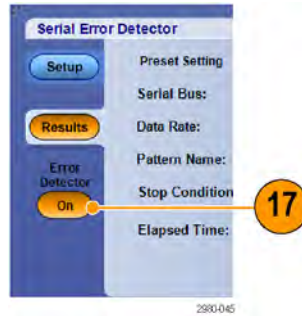 Serial Error Detector
Setup
Preset Setting
Serial Bus:
Results
Data Rate:
Pattern Name:
Error
Detector
On
Stop Condition
Elapsed Time:
17
2980-045